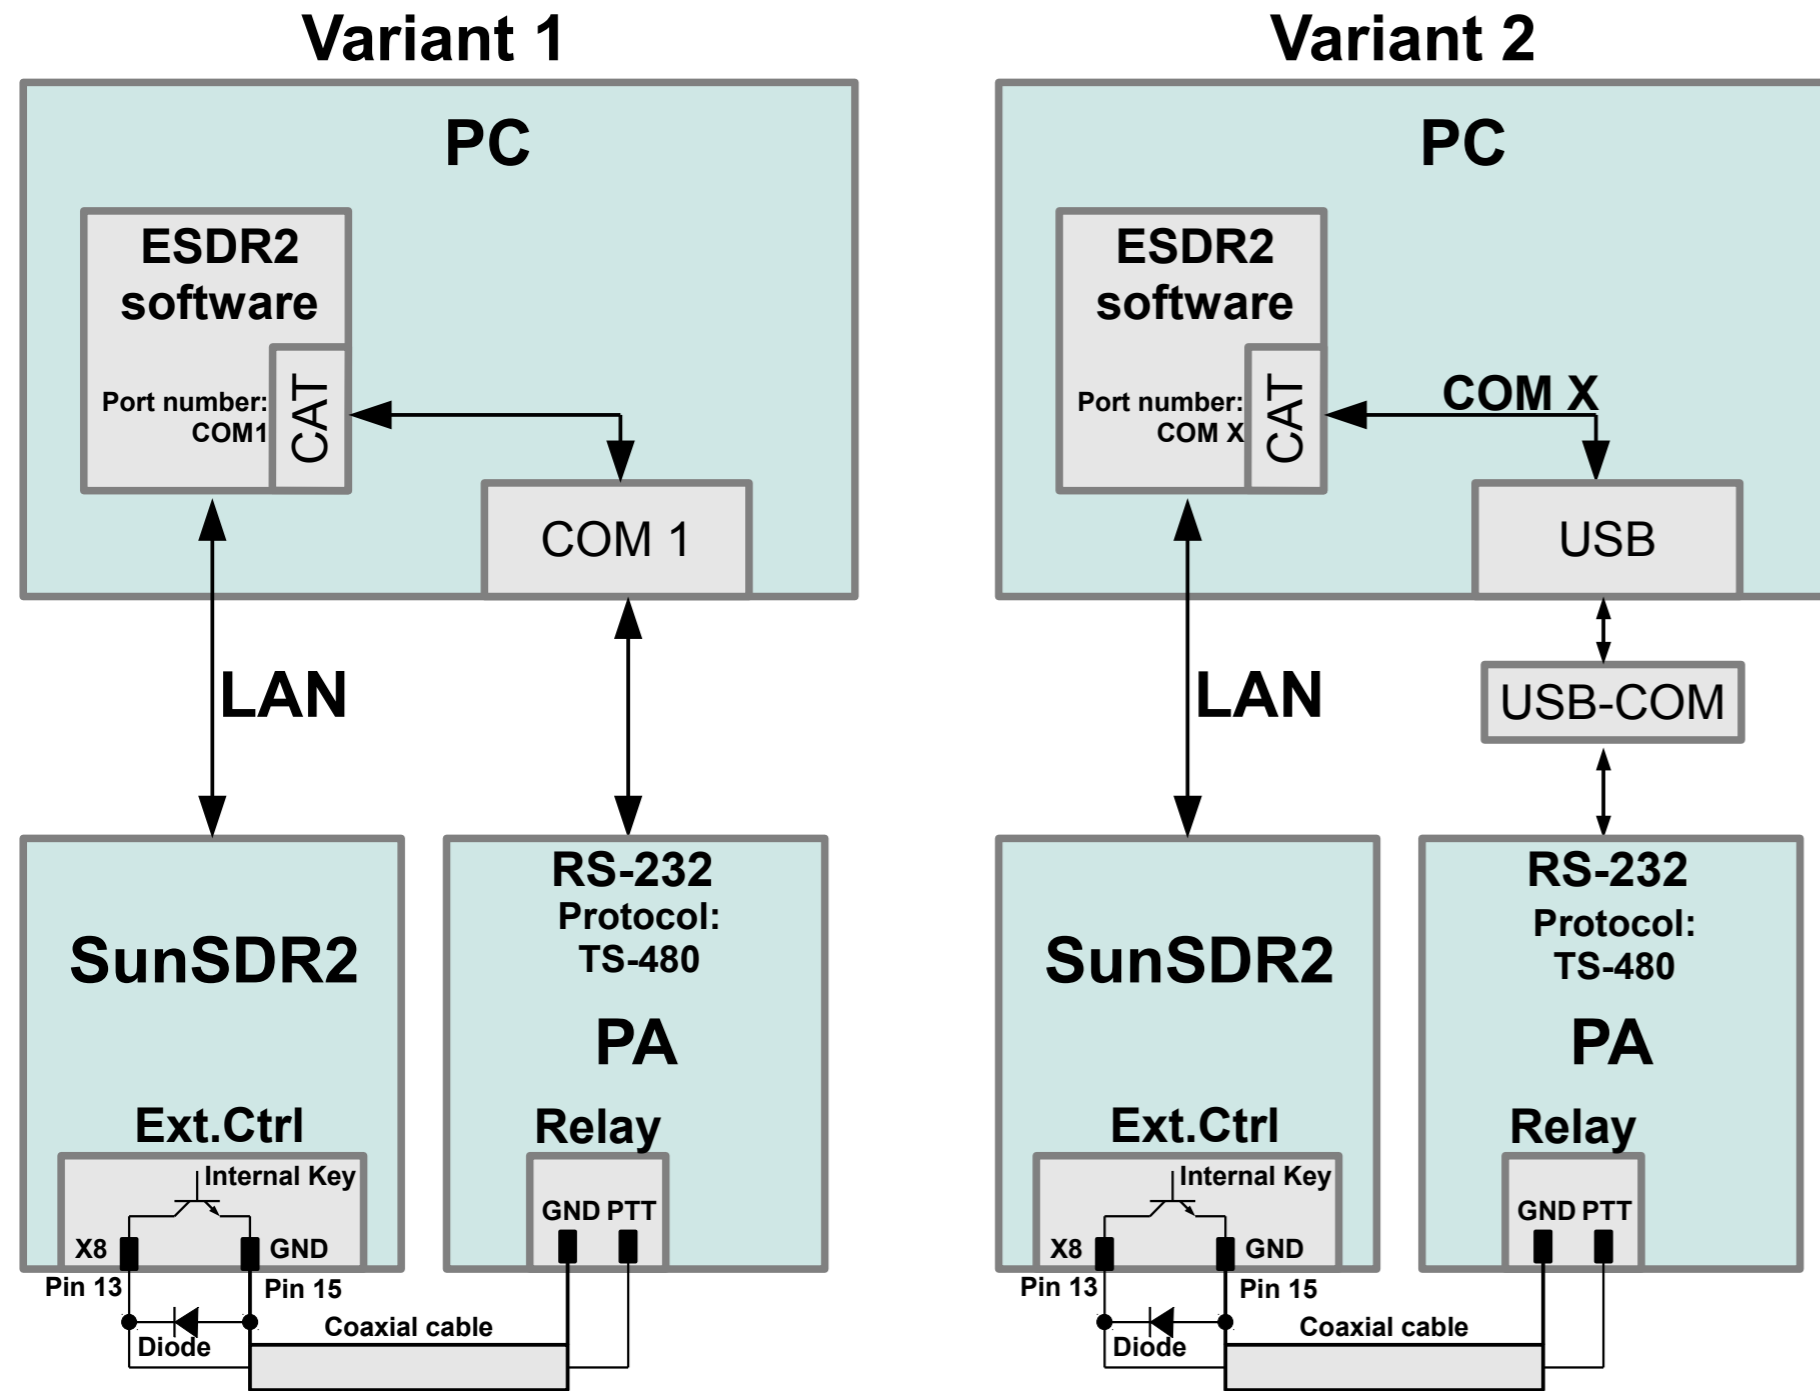 Variant 1
PC
ESDR2
software
Port number:
COM1
CAT
COM 1
LAN
SunSDR2
RS-232
Protocol:
TS-480
PA
Ext.Ctrl
Relay
Internal Key
X8
GND
GND PTT
Pin 13
Pin 15
Diode
Coaxial cable
Variant 2
PC
ESDR2
software
Port number:
COM X
CAT
COM X
USB
LAN
USB-COM
SunSDR2
RS-232
Protocol:
TS-480
PA
Ext.Ctrl
Relay
Internal Key
X8
GND
GND PTT
Pin 13
Pin 15
Diode
Coaxial cable